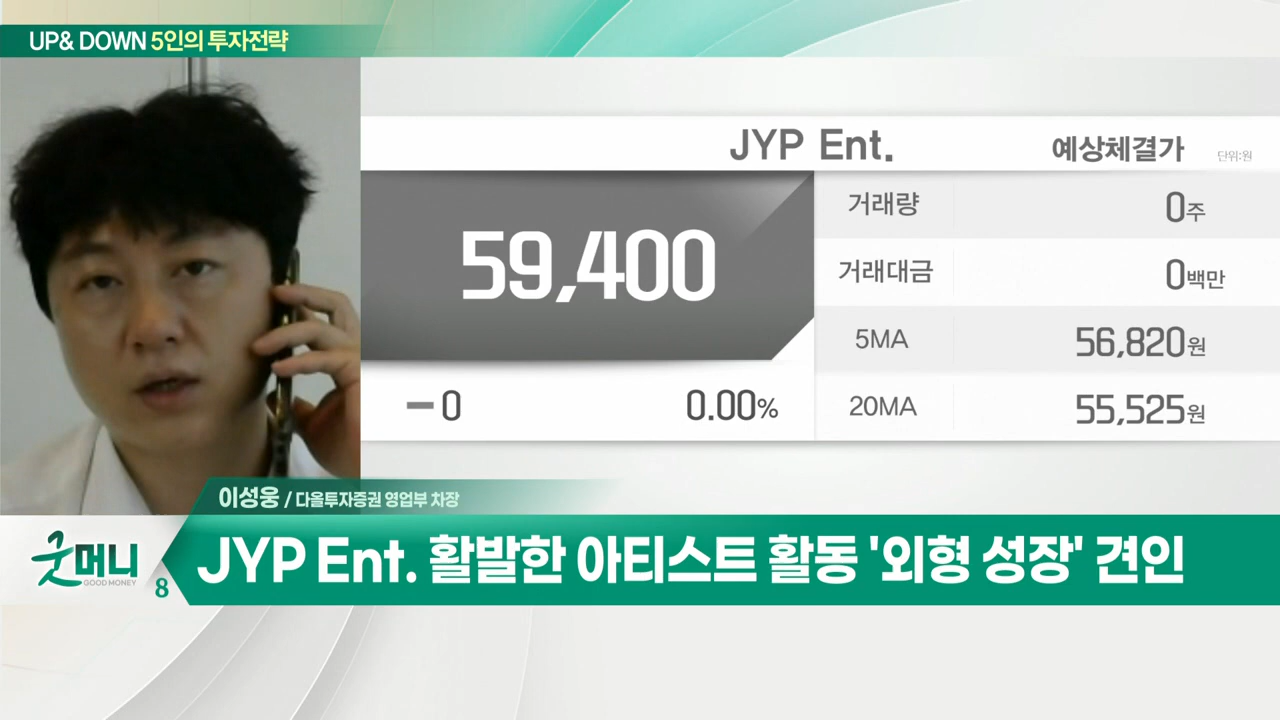 UP& DOWN 5인의 투자전략
JYP Ent.
예상체결가
단위:원
59,400
0
0.00%
거래량
0주
거래대금
0백만
5MA
56,820원
20MA
55,525원
이성웅 / 다올투자증권 영업부 차장
굿머니
GOOD MONEY
8
JYP Ent. 활발한 아티스트 활동 '외형 성장' 견인